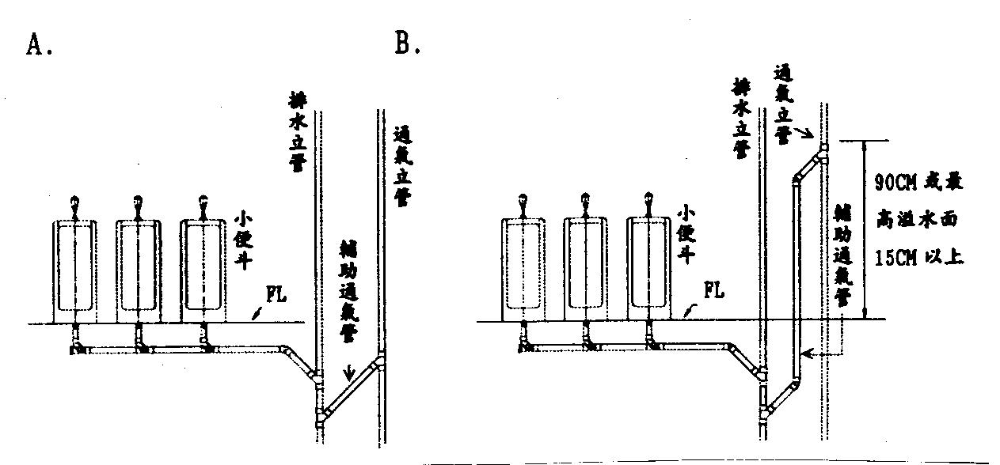 A.
排水立管
通氣立管
小便斗
輔助通氣管
FL
B.
排水立管
通氣立管
小便斗
輔助通氣管
FL
90CM 或最
高溢水面
15CM 以上